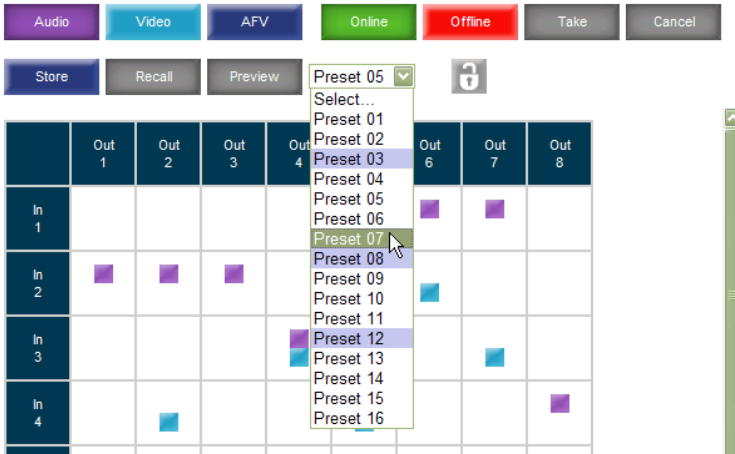 Audio Video AFV Online Offline Take Cancel
Store Recall Preview Preset 05
Select...
Preset 01
Preset 02
Preset 03
Preset 04
Preset 05
Preset 06
Preset 07
Preset 08
Preset 09
Preset 10
Preset 11
Preset 12
Preset 13
Preset 14
Preset 15
Preset 16
Out Out Out Out Out Out
1 2 3 4 6 7 8
In
1
In
2
In
3
In
4